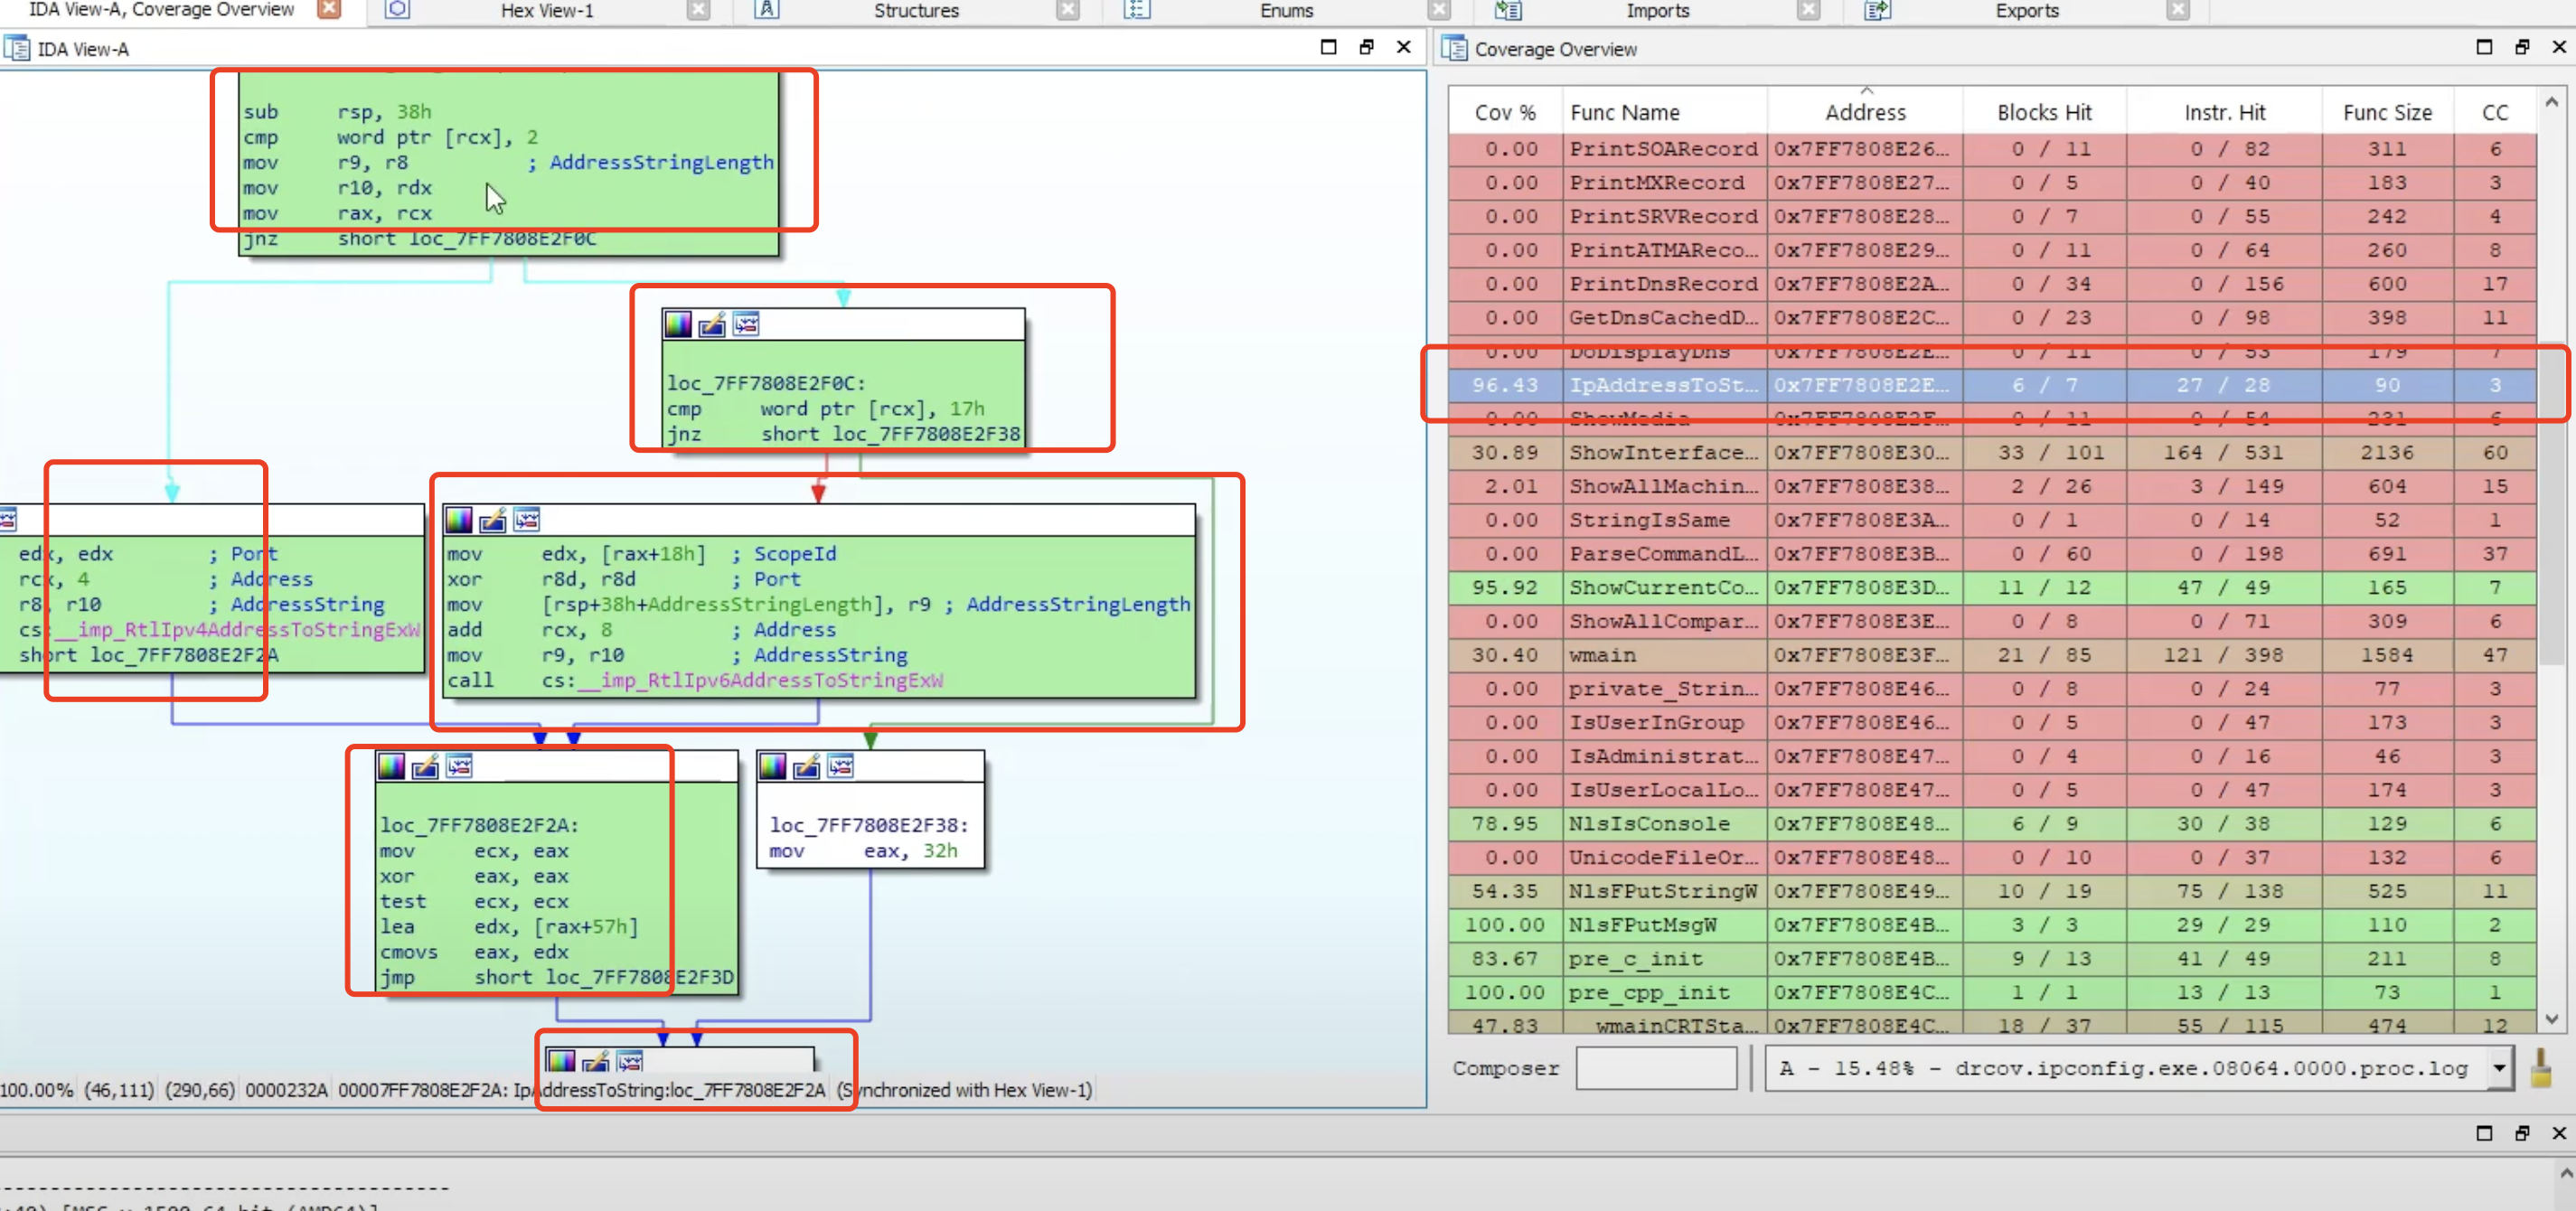 IDA View-A, Coverage Overview
Hex View-1
Structures
Enums
Imports
Exports
IDA View-A
sub rsp, 38h
cmp word ptr [rcx], 2
mov r9, r8 ; AddressStringLength
mov r10, rdx
mov rax, rcx
jnz short loc_7FF7808E2F0C
loc_7FF7808E2F0C:
cmp word ptr [rcx], 17h
jnz short loc_7FF7808E2F38
edx, edx ; Port
rcx, 4 ; Address
r8, r10 ; AddressString
cs:__imp_RtlIpv4AddressToStringExW
short loc_7FF7808E2F2A
mov edx, [rax+18h] ; ScopeId
xor r8d, r8d ; Port
mov [rsp+38h+AddressStringLength], r9 ; AddressStringLength
add rcx, 8 ; Address
mov r9, r10 ; AddressString
call cs:__imp_RtlIpv6AddressToStringExW
loc_7FF7808E2F2A:
mov ecx, eax
xor eax, eax
test ecx, ecx
lea edx, [rax+57h]
cmovs eax, edx
jmp short loc_7FF7808E2F3D
loc_7FF7808E2F38:
mov eax, 32h
100.00% (46,111) (290,66) 0000232A 00007FF7808E2F2A: IpAddressToString:loc_7FF7808E2F2A (Synchronized with Hex View-1)
Coverage Overview
Cov % Func Name Address Blocks Hit Instr. Hit Func Size CC
0.00 PrintSOARecord 0x7FF7808E26… 0 / 11 0 / 82 311 6
0.00 PrintMXRecord 0x7FF7808E27… 0 / 5 0 / 40 183 3
0.00 PrintSRVRecord 0x7FF7808E28… 0 / 7 0 / 55 242 4
0.00 PrintATMAReco… 0x7FF7808E29… 0 / 11 0 / 64 260 8
0.00 PrintDnsRecord 0x7FF7808E2A… 0 / 34 0 / 156 600 17
0.00 GetDnsCachedD… 0x7FF7808E2C… 0 / 23 0 / 98 398 11
0.00 DoDisplayDns 0x7FF7808E2E… 0 / 11 0 / 53 179 7
96.43 IpAddressToSt… 0x7FF7808E2E… 6 / 7 27 / 28 90 3
0.00 ShowMedia 0x7FF7808E2F… 0 / 11 0 / 54 231 6
30.89 ShowInterface… 0x7FF7808E30… 33 / 101 164 / 531 2136 60
2.01 ShowAllMachin… 0x7FF7808E38… 2 / 26 3 / 149 604 15
0.00 StringIsSame 0x7FF7808E3A… 0 / 1 0 / 14 52 1
0.00 ParseCommandL… 0x7FF7808E3B… 0 / 60 0 / 198 691 37
95.92 ShowCurrentCo… 0x7FF7808E3D… 11 / 12 47 / 49 165 7
0.00 ShowAllCompar… 0x7FF7808E3E… 0 / 8 0 / 71 309 6
30.40 wmain 0x7FF7808E3F… 21 / 85 121 / 398 1584 47
0.00 private_Strin… 0x7FF7808E46… 0 / 8 0 / 24 77 3
0.00 IsUserInGroup 0x7FF7808E46… 0 / 5 0 / 47 173 3
0.00 IsAdministrat… 0x7FF7808E47… 0 / 4 0 / 16 46 3
0.00 IsUserLocalLo… 0x7FF7808E47… 0 / 5 0 / 47 174 3
78.95 NlsIsConsole 0x7FF7808E48… 6 / 9 30 / 38 129 6
0.00 UnicodeFileOr… 0x7FF7808E48… 0 / 10 0 / 37 132 6
54.35 NlsFPutStringW 0x7FF7808E49… 10 / 19 75 / 138 525 11
100.00 NlsFPutMsgW 0x7FF7808E4B… 3 / 3 29 / 29 110 2
83.67 pre_c_init 0x7FF7808E4B… 9 / 13 41 / 49 211 8
100.00 pre_cpp_init 0x7FF7808E4C… 1 / 1 13 / 13 73 1
47.83 wmainCRTSta… 0x7FF7808E4C… 18 / 37 55 / 115 474 12
Composer
A - 15.48% - drcov.ipconfig.exe.08064.0000.proc.log